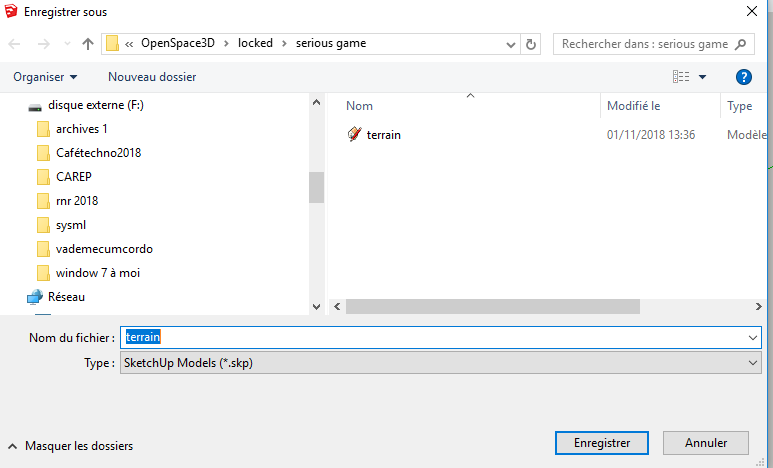 Enregistrer sous
« OpenSpace3D > locked > serious game
Rechercher dans : serious game
Organiser
Nouveau dossier
?
disque externe (F:)
archives 1
Cafétechno2018
CAREP
rnr 2018
sysml
vademecumcordo
window 7 à moi
Réseau
Nom Modifié le Type
terrain 01/11/2018 13:36 Modèle
Nom du fichier : terrain
Type : SketchUp Models (*.skp)
Masquer les dossiers
Enregistrer
Annuler